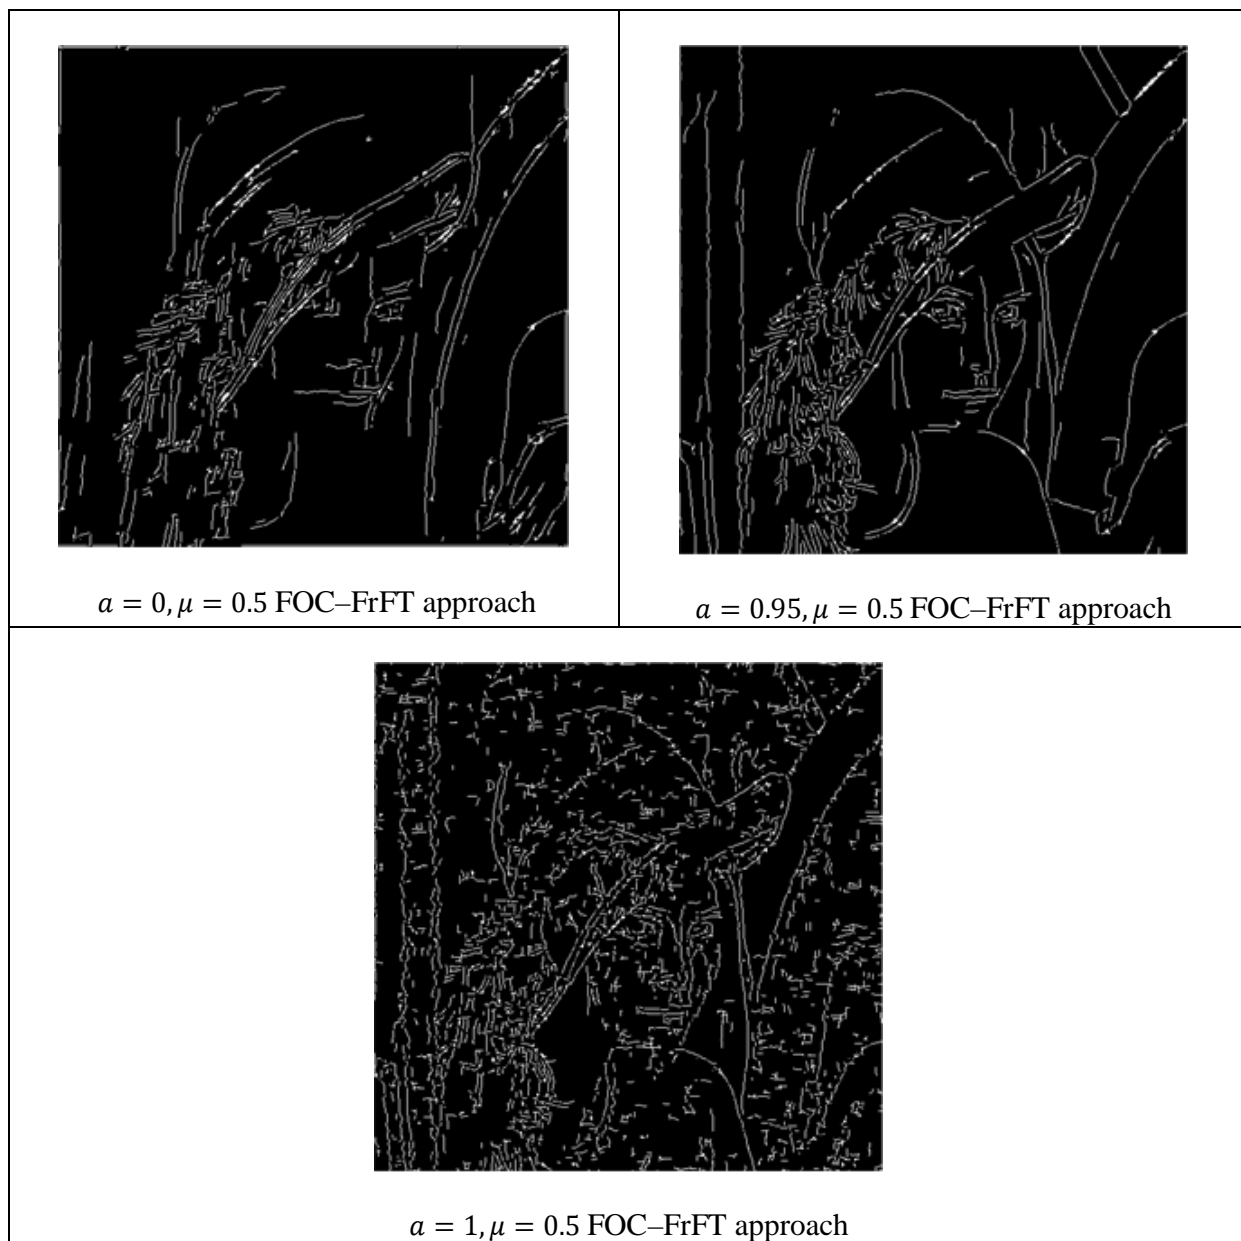 𝑎 = 0, 𝜇 = 0.5 FOC–FrFT approach
𝑎 = 0.95, 𝜇 = 0.5 FOC–FrFT approach
𝑎 = 1, 𝜇 = 0.5 FOC–FrFT approach